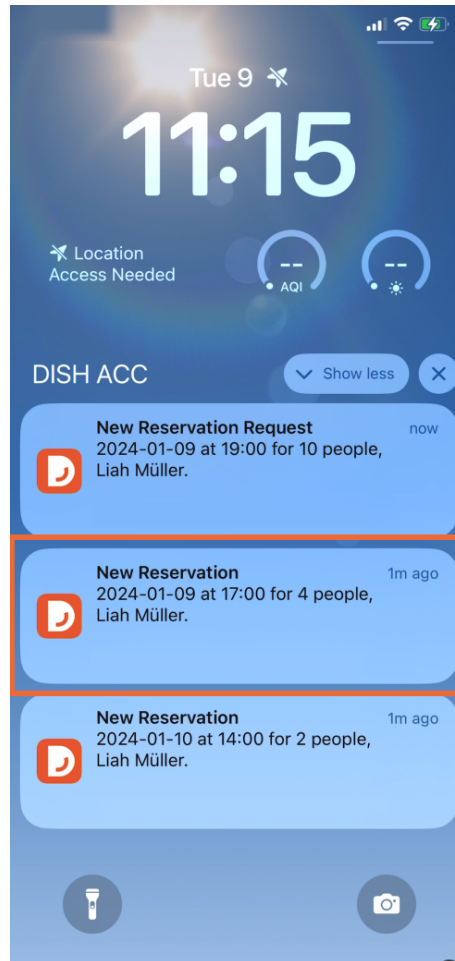 Tue 9
11:15
Location
Access Needed
--
AQI
--
DISH ACC
Show less
New Reservation Request
now
2024-01-09 at 19:00 for 10 people,
Liah Müller.
New Reservation
1m ago
2024-01-09 at 17:00 for 4 people,
Liah Müller.
New Reservation
1m ago
2024-01-10 at 14:00 for 2 people,
Liah Müller.